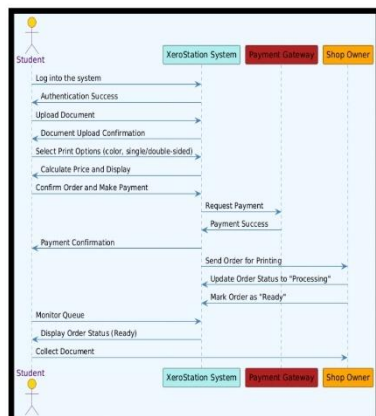 Student
XeroStation System
Payment Gateway
Shop Owner
Log into the system
Authentication Success
Upload Document
Document Upload Confirmation
Select Print Options (color, single/double-sided)
Calculate Price and Display
Confirm Order and Make Payment
Request Payment
Payment Success
Payment Confirmation
Send Order for Printing
Update Order Status to "Processing"
Mark Order as "Ready"
Monitor Queue
Display Order Status (Ready)
Collect Document
Student
XeroStation System
Payment Gateway
Shop Owner